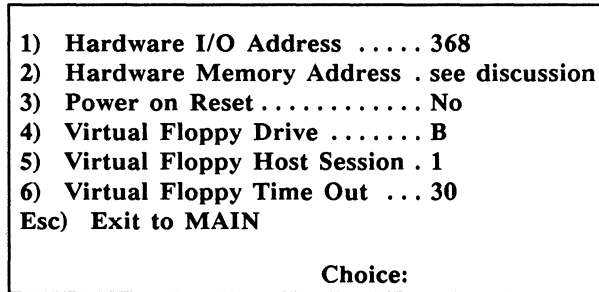 1) Hardware I/O Address ..... 368
2) Hardware Memory Address . see discussion
3) Power on Reset ............ No
4) Virtual Floppy Drive ....... B
5) Virtual Floppy Host Session . 1
6) Virtual Floppy Time Out ... 30
Esc) Exit to MAIN
Choice: